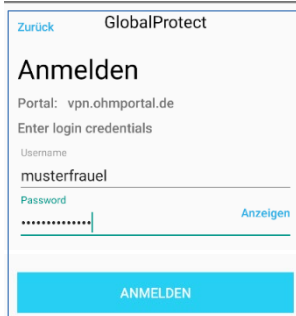 Zurück GlobalProtect
Anmelden
Portal: vpn.ohmportal.de
Enter login credentials
Username
musterfrauel
Password
•••••••••••••• Anzeigen
ANMELDEN